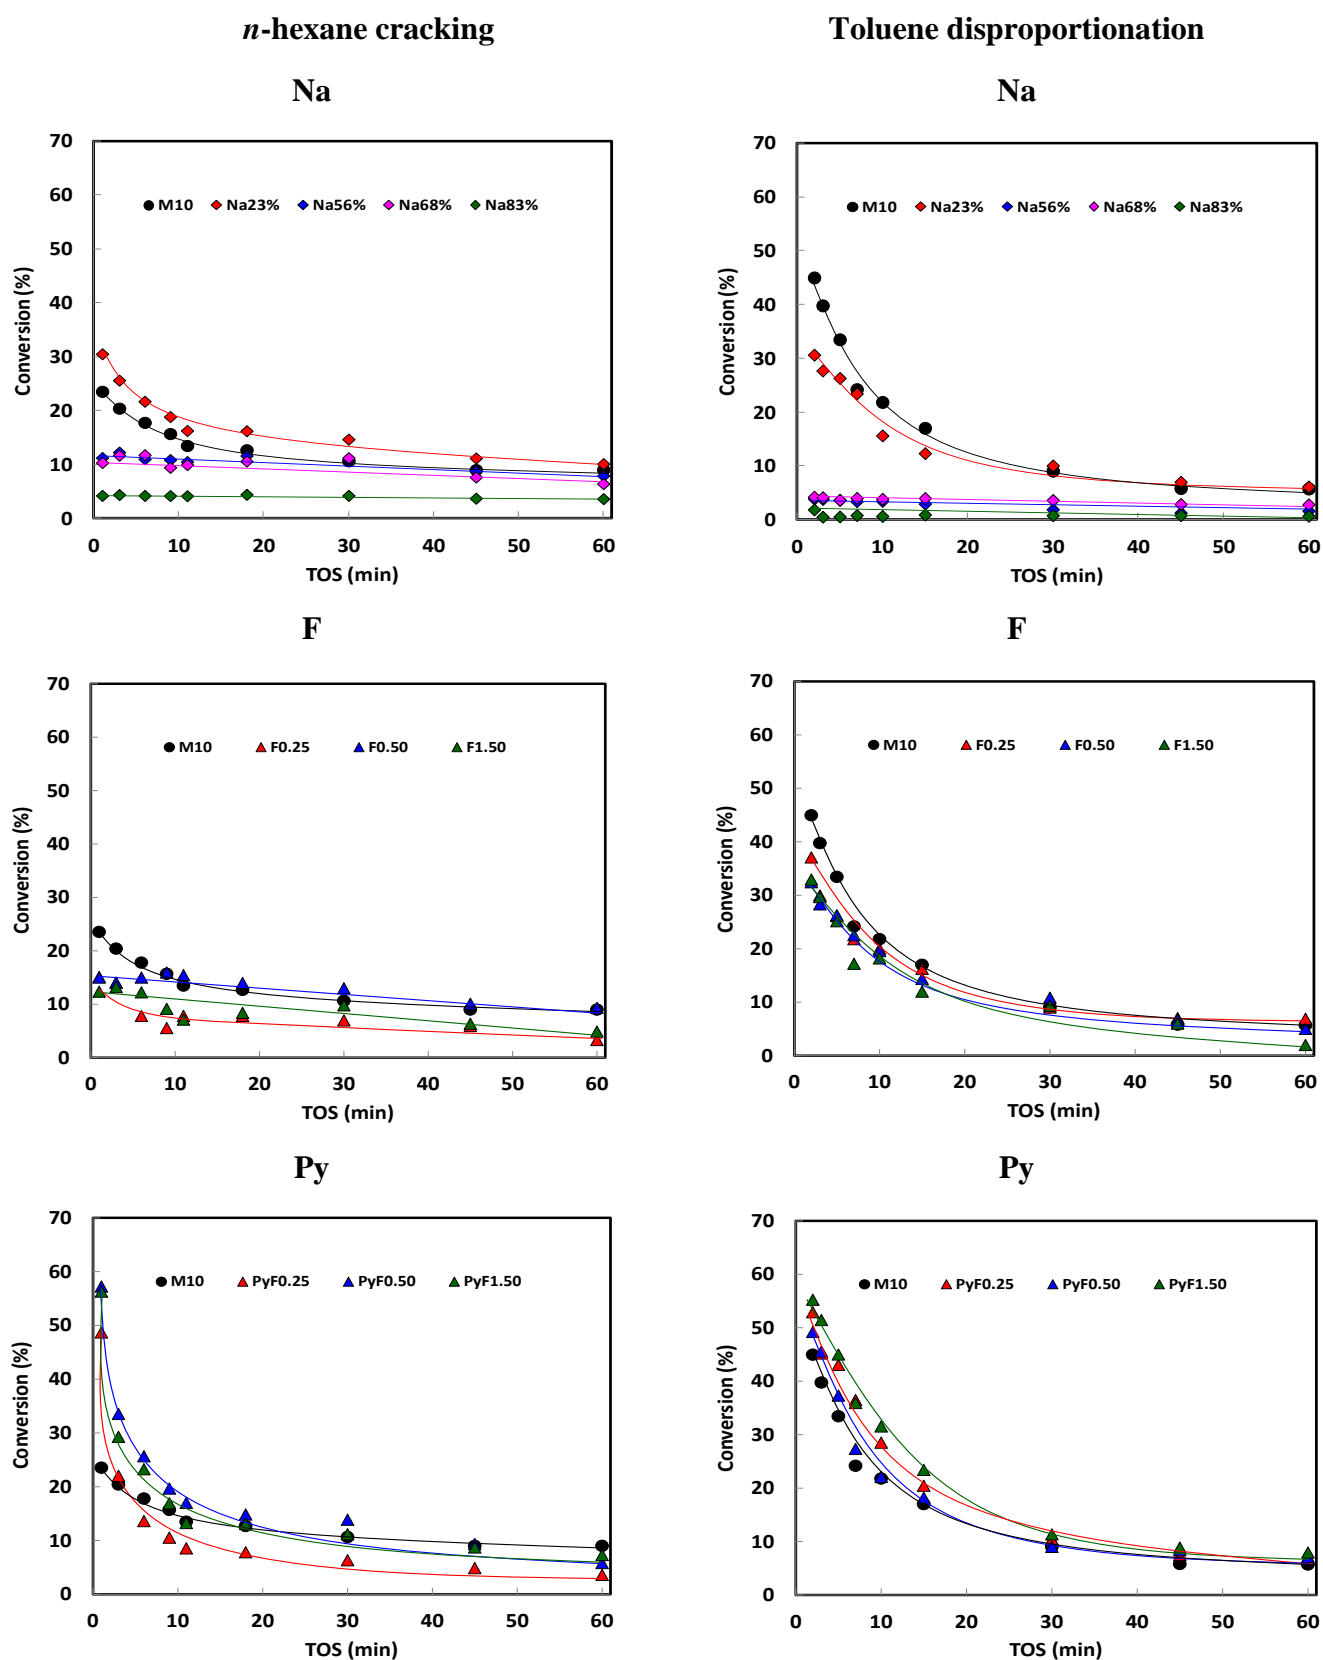 n-hexane cracking
Toluene disproportionation
Na
Na
70
60
50
40
30
20
10
0
Conversion (%)
M10 Na23% Na56% Na68% Na83%
0 10 20 30 40 50 60
TOS (min)
70
60
50
40
30
20
10
0
Conversion (%)
M10 Na23% Na56% Na68% Na83%
0 10 20 30 40 50 60
TOS (min)
F
F
70
60
50
40
30
20
10
0
Conversion (%)
M10 F0.25 F0.50 F1.50
0 10 20 30 40 50 60
TOS (min)
70
60
50
40
30
20
10
0
Conversion (%)
M10 F0.25 F0.50 F1.50
0 10 20 30 40 50 60
TOS (min)
Py
Py
70
60
50
40
30
20
10
0
Conversion (%)
M10 PyF0.25 PyF0.50 PyF1.50
0 10 20 30 40 50 60
TOS (min)
70
60
50
40
30
20
10
0
Conversion (%)
M10 PyF0.25 PyF0.50 PyF1.50
0 10 20 30 40 50 60
TOS (min)